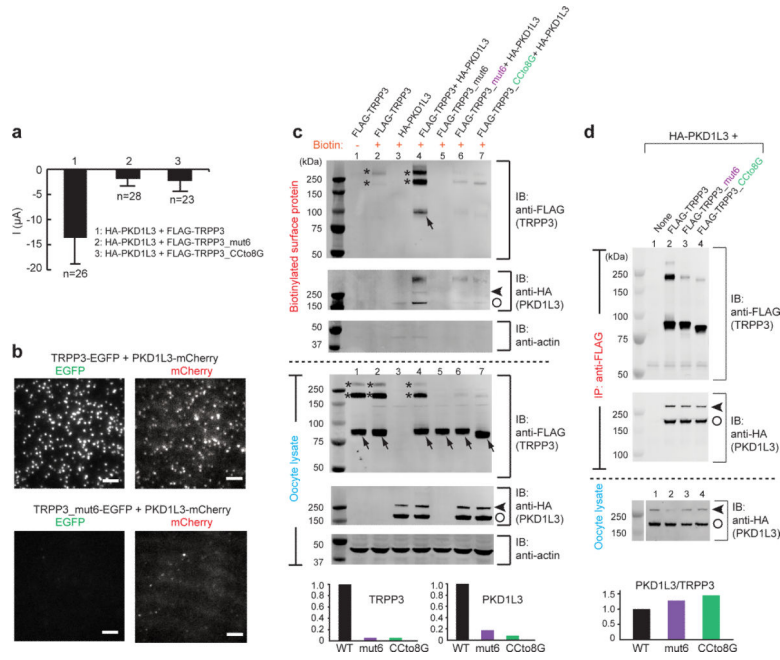 a
1 2 3
0
-5
-10
-15
-20
I (µA)
n=28 n=23
n=26
1: HA-PKD1L3 + FLAG-TRPP3
2: HA-PKD1L3 + FLAG-TRPP3_mut6
3: HA-PKD1L3 + FLAG-TRPP3_CCto8G
b
TRPP3-EGFP + PKD1L3-mCherry
EGFP mCherry
TRPP3_mut6-EGFP + PKD1L3-mCherry
EGFP mCherry
c
FLAG-TRPP3
FLAG-TRPP3
HA-PKD1L3
FLAG-TRPP3+ HA-PKD1L3
FLAG-TRPP3_mut6
FLAG-TRPP3_mut6+ HA-PKD1L3
FLAG-TRPP3_CCto8G+ HA-PKD1L3
Biotin: - + + + + + +
(kDa) 1 2 3 4 5 6 7
Biotinylated surface protein
250
150
100
75
50
* * * *
IB:
anti-FLAG
(TRPP3)
250
150
IB:
anti-HA
(PKD1L3)
50
37
IB:
anti-actin
1 2 3 4 5 6 7
Oocyte lysate
250
150
100
75
50
* * * * * *
IB:
anti-FLAG
(TRPP3)
250
150
IB:
anti-HA
(PKD1L3)
50
37
IB:
anti-actin
1.0
0.8
0.6
0.4
0.2
0
TRPP3
WT mut6 CCto8G
1.0
0.8
0.6
0.4
0.2
0
PKD1L3
WT mut6 CCto8G
d
HA-PKD1L3 +
None
FLAG-TRPP3
FLAG-TRPP3_mut6
FLAG-TRPP3_CCto8G
(kDa) 1 2 3 4
IP: anti-FLAG
250
150
100
75
50
IB:
anti-FLAG
(TRPP3)
250
150
IB:
anti-HA
(PKD1L3)
1 2 3 4
Oocyte lysate
250
150
IB:
anti-HA
(PKD1L3)
PKD1L3/TRPP3
1.5
1.0
0.5
0
WT mut6 CCto8G